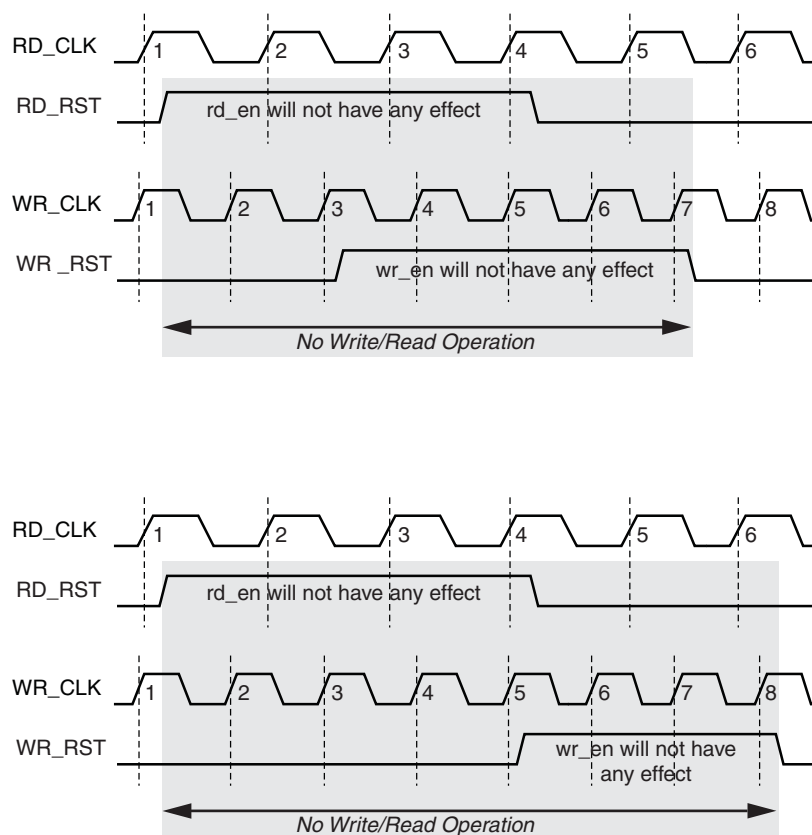 RD_CLK 1 2 3 4 5 6
RD_RST rd_en will not have any effect
WR_CLK 1 2 3 4 5 6 7 8
WR _RST wr_en will not have any effect
No Write/Read Operation
RD_CLK 1 2 3 4 5 6
RD_RST rd_en will not have any effect
WR_CLK 1 2 3 4 5 6 7 8
WR_RST wr_en will not have
any effect
No Write/Read Operation